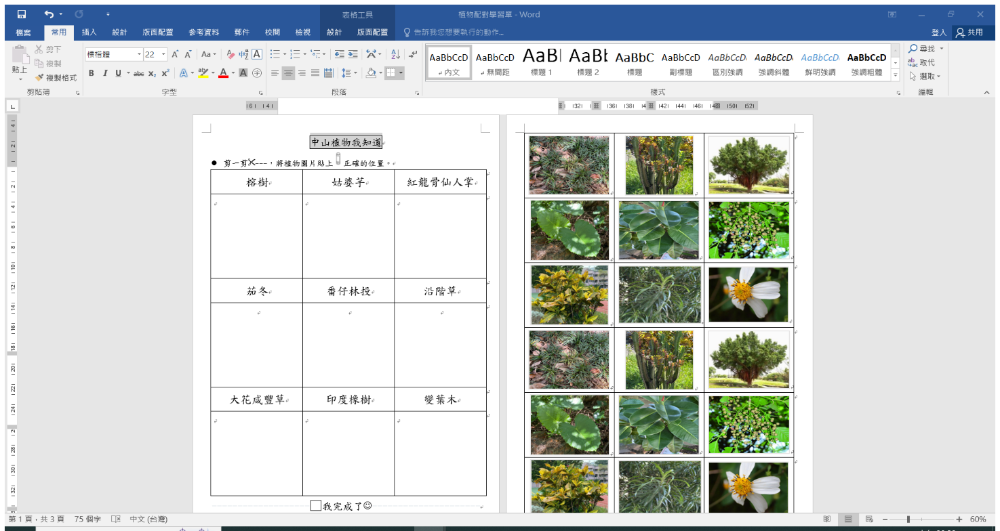 表格工具
植物配對學習單 - Word
檔案 常用 插入 設計 版面配置 參考資料 郵件 校閱 檢視 設計 版面配置 告訴我您想要執行的動作... 登入 共用
剪下
複製
貼上
複製格式
剪貼簿
標楷體 22
字型
段落
AaBbCcD AaBbCcD AaB AaBb AaBbC AaBbCcD AaBbCcD AaBbCcD AaBbCcD AaBbCcD
內文 無間距 標題 1 標題 2 標題 副標題 區別強調 強調斜體 鮮明強調 強調粗體
樣式
尋找
取代
選取
編輯
中山植物我知道
剪一剪---,將植物圖片貼上 正確的位置。
榕樹 姑婆芋 紅龍骨仙人掌
茄冬 番仔林投 沿階草
大花咸豐草 印度橡樹 變葉木
我完成了
第 1 頁,共 3 頁 75 個字 中文 (台灣) 60%